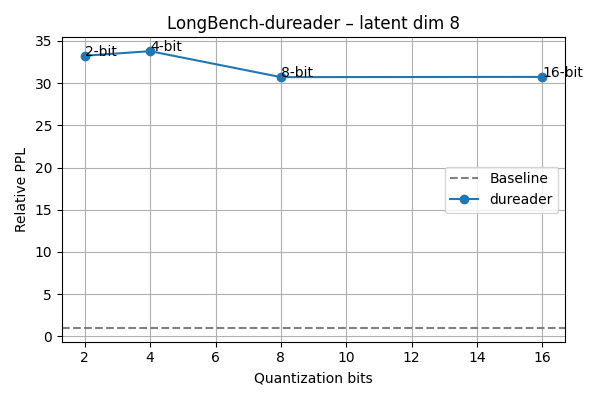 LongBench-dureader – latent dim 8
Relative PPL
35
30
25
20
15
10
5
0
2-bit
4-bit
8-bit
16-bit
Baseline
dureader
2 4 6 8 10 12 14 16
Quantization bits